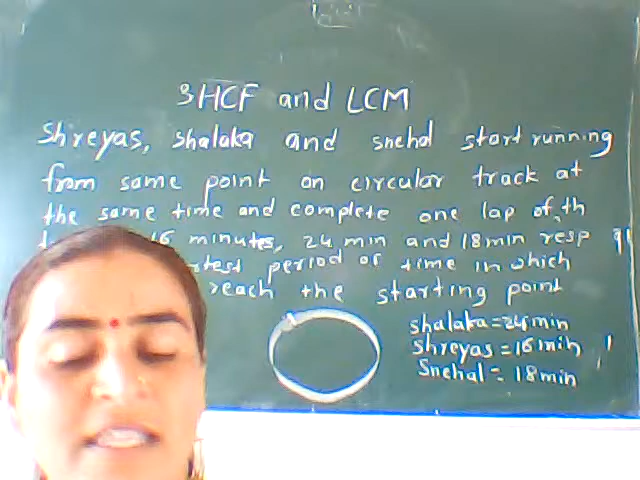 3 HCF and LCM
Shreyas, shalaka and snehal start running
from same point on circular track at
the same time and complete one lap of th
16 minutes, 24 min and 18 min resp
period of time in which
reach the starting point
shalaka = 24 min
shreyas = 16 min
Snehal = 18 min